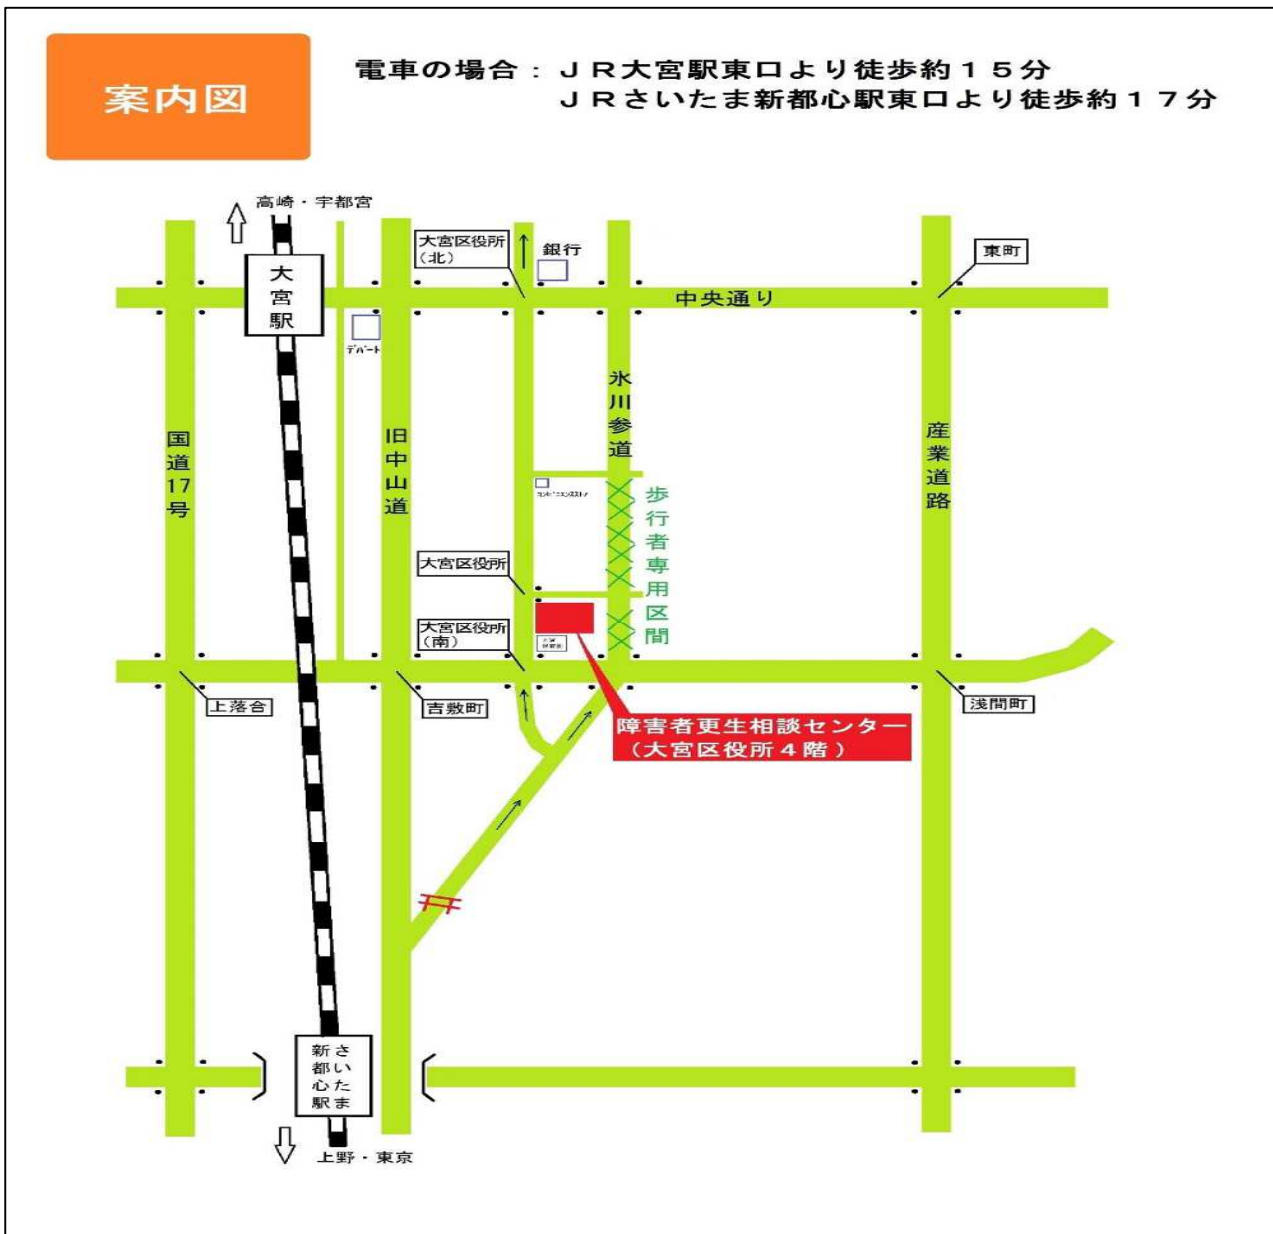 案内図
電車の場合：ＪＲ大宮駅東口より徒歩約１５分
ＪＲさいたま新都心駅東口より徒歩約１７分
高崎・宇都宮
大宮駅
大宮区役所
（北）
銀行
東町
中央通り
デパート
氷川参道
国道17号
旧中山道
産業道路
歩行者専用区間
大宮区役所
大宮区役所
（南）
上落合
吉敷町
浅間町
障害者更生相談センター
（大宮区役所４階）
さいたま
新都心駅
上野・東京